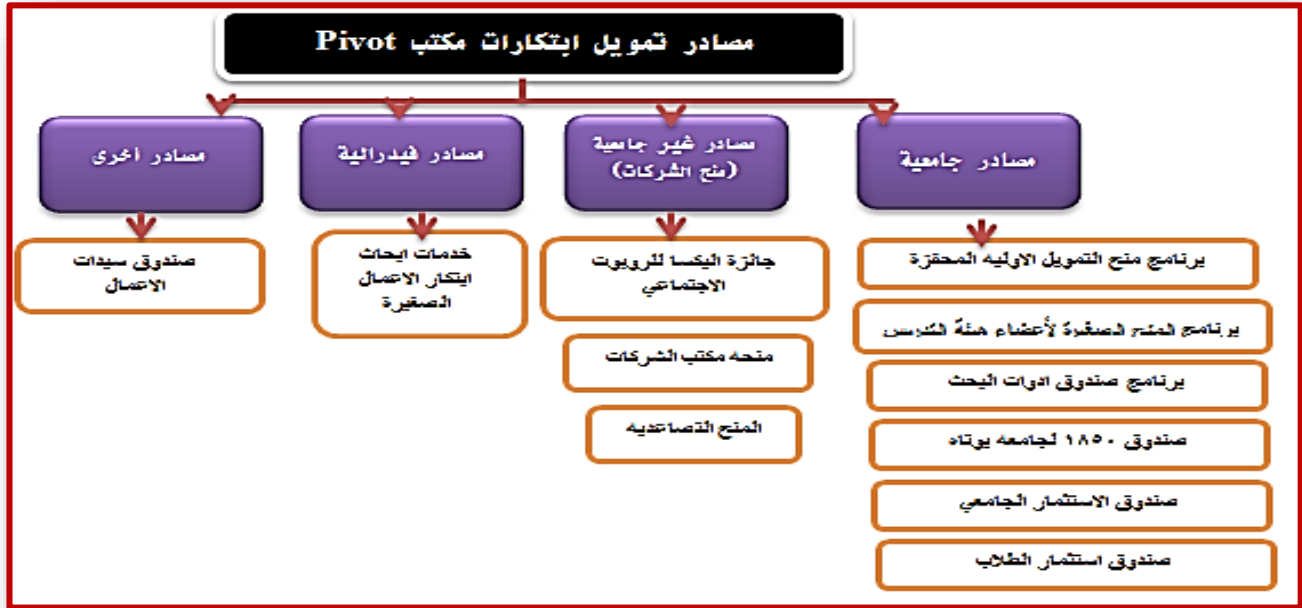 مصادر تمويل ابتكارات مكتب Pivot
مصادر جامعية
برنامج منح التمويل الاوليه المحفزة
برنامج المنح الصغيرة لأعضاء هيئة التدريس
برنامج صندوق ادوات البحث
صندوق ١٨٥٠ لجامعه يوتاه
صندوق الاستثمار الجامعي
صندوق استثمار الطلاب
مصادر غير جامعية
(منح الشركات)
جائزة اليكسا للروبوت
الاجتماعي
منحه مكتب الشركات
المنح التصاعديه
مصادر فيدرالية
خدمات ابحاث
ابتكار الاعمال
الصغيرة
مصادر أخرى
صندوق سيدات
الاعمال